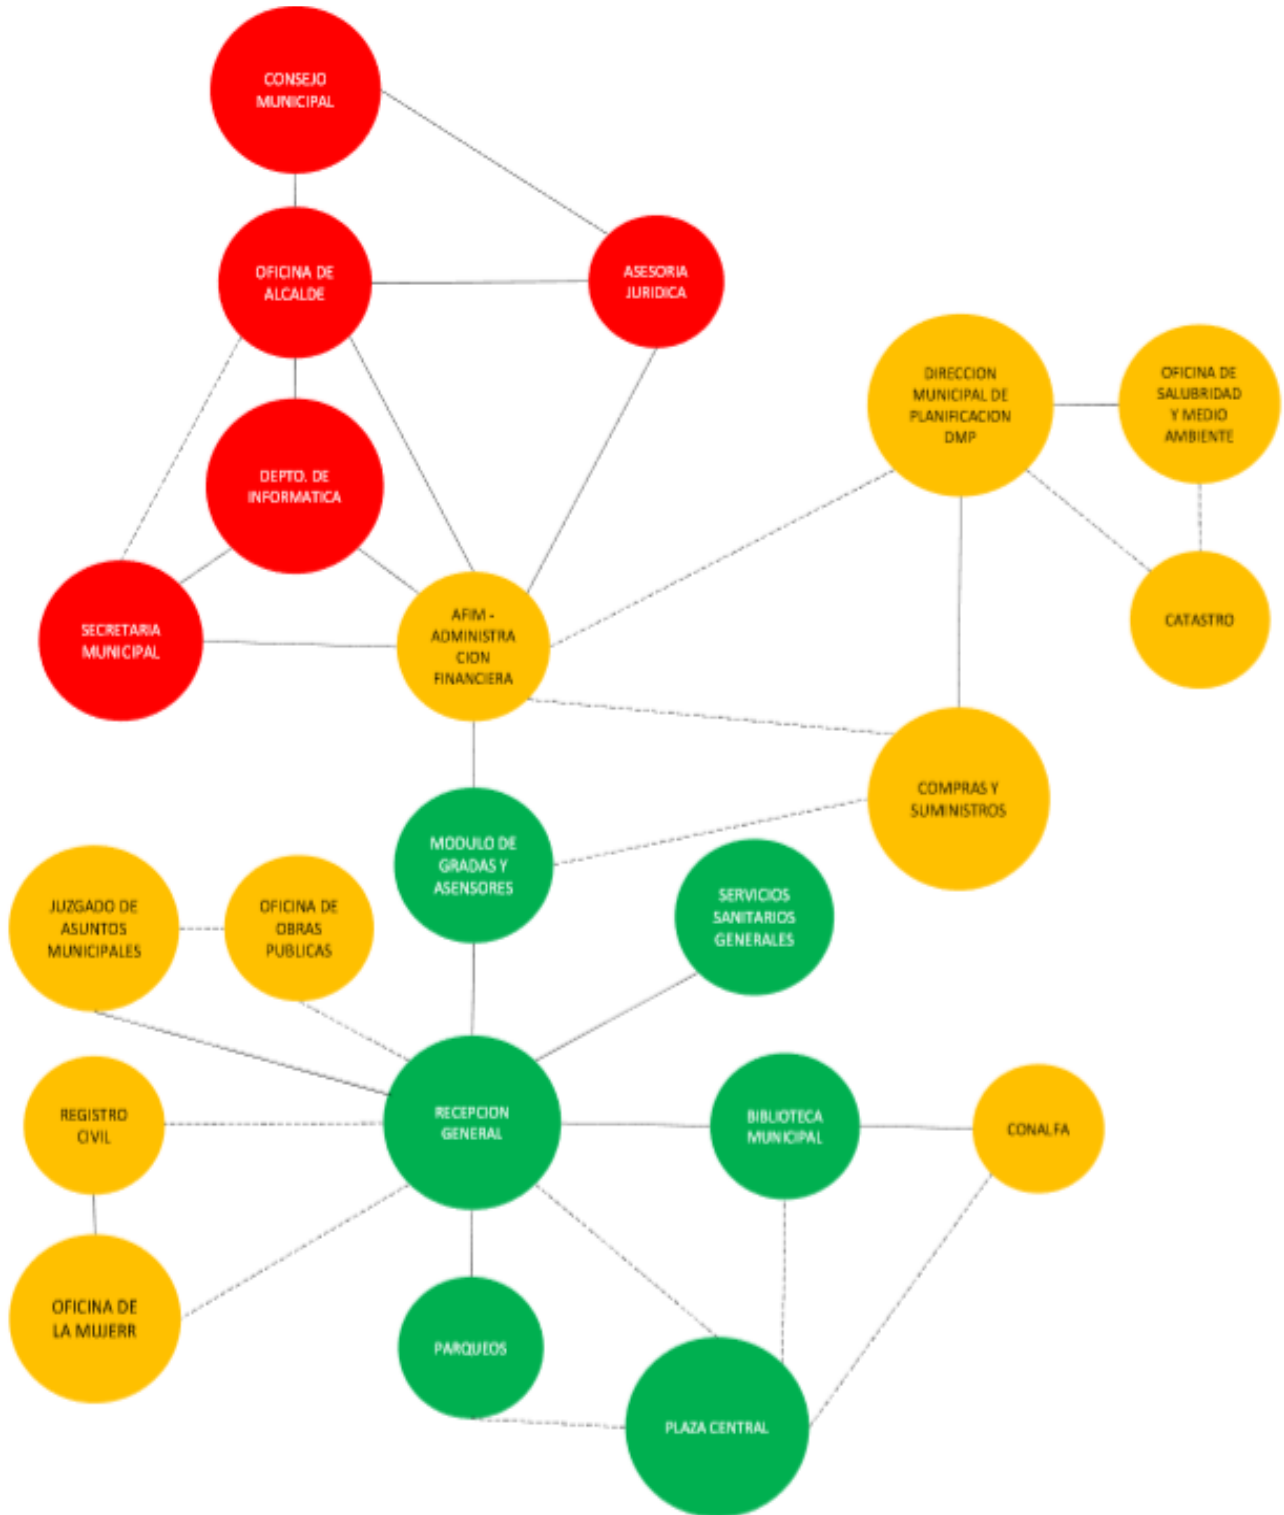 CONSEJO
MUNICIPAL
OFICINA DE
ALCALDE
ASESORIA
JURIDICA
DEPTO. DE
INFORMATICA
SECRETARIA
MUNICIPAL
AFIM -
ADMINISTRA
CION
FINANCIERA
DIRECCION
MUNICIPAL DE
PLANIFICACION
DMP
OFICINA DE
SALUBRIDAD
Y MEDIO
AMBIENTE
CATASTRO
COMPRAS Y
SUMINISTROS
MODULO DE
GRADAS Y
ASENSORES
SERVICIOS
SANITARIOS
GENERALES
JUZGADO DE
ASUNTOS
MUNICIPALES
OFICINA DE
OBRAS
PUBLICAS
REGISTRO
CIVIL
RECEPCION
GENERAL
BIBLIOTECA
MUNICIPAL
CONALFA
OFICINA DE
LA MUJERR
PARQUEOS
PLAZA CENTRAL